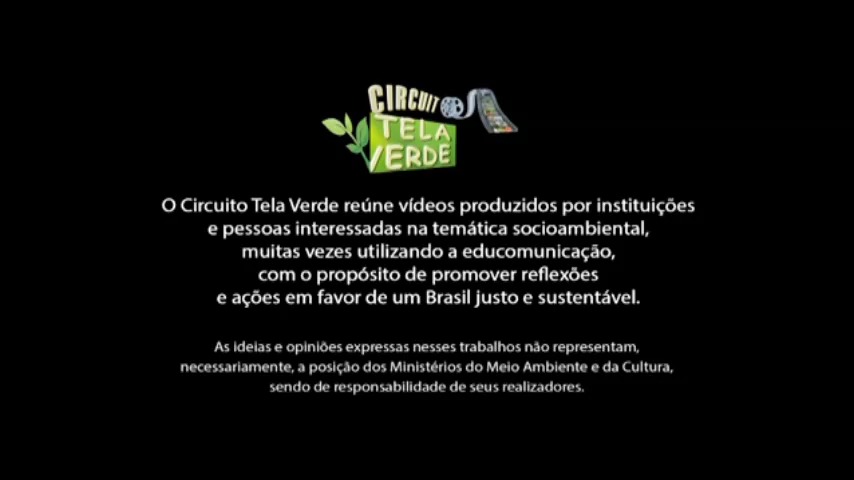 CIRCUITO
TELA
VERDE
O Circuito Tela Verde reúne vídeos produzidos por instituições
e pessoas interessadas na temática socioambiental,
muitas vezes utilizando a educomunicação,
com o propósito de promover reflexões
e ações em favor de um Brasil justo e sustentável.
As ideias e opiniões expressas nesses trabalhos não representam,
necessariamente, a posição dos Ministérios do Meio Ambiente e da Cultura,
sendo de responsabilidade de seus realizadores.